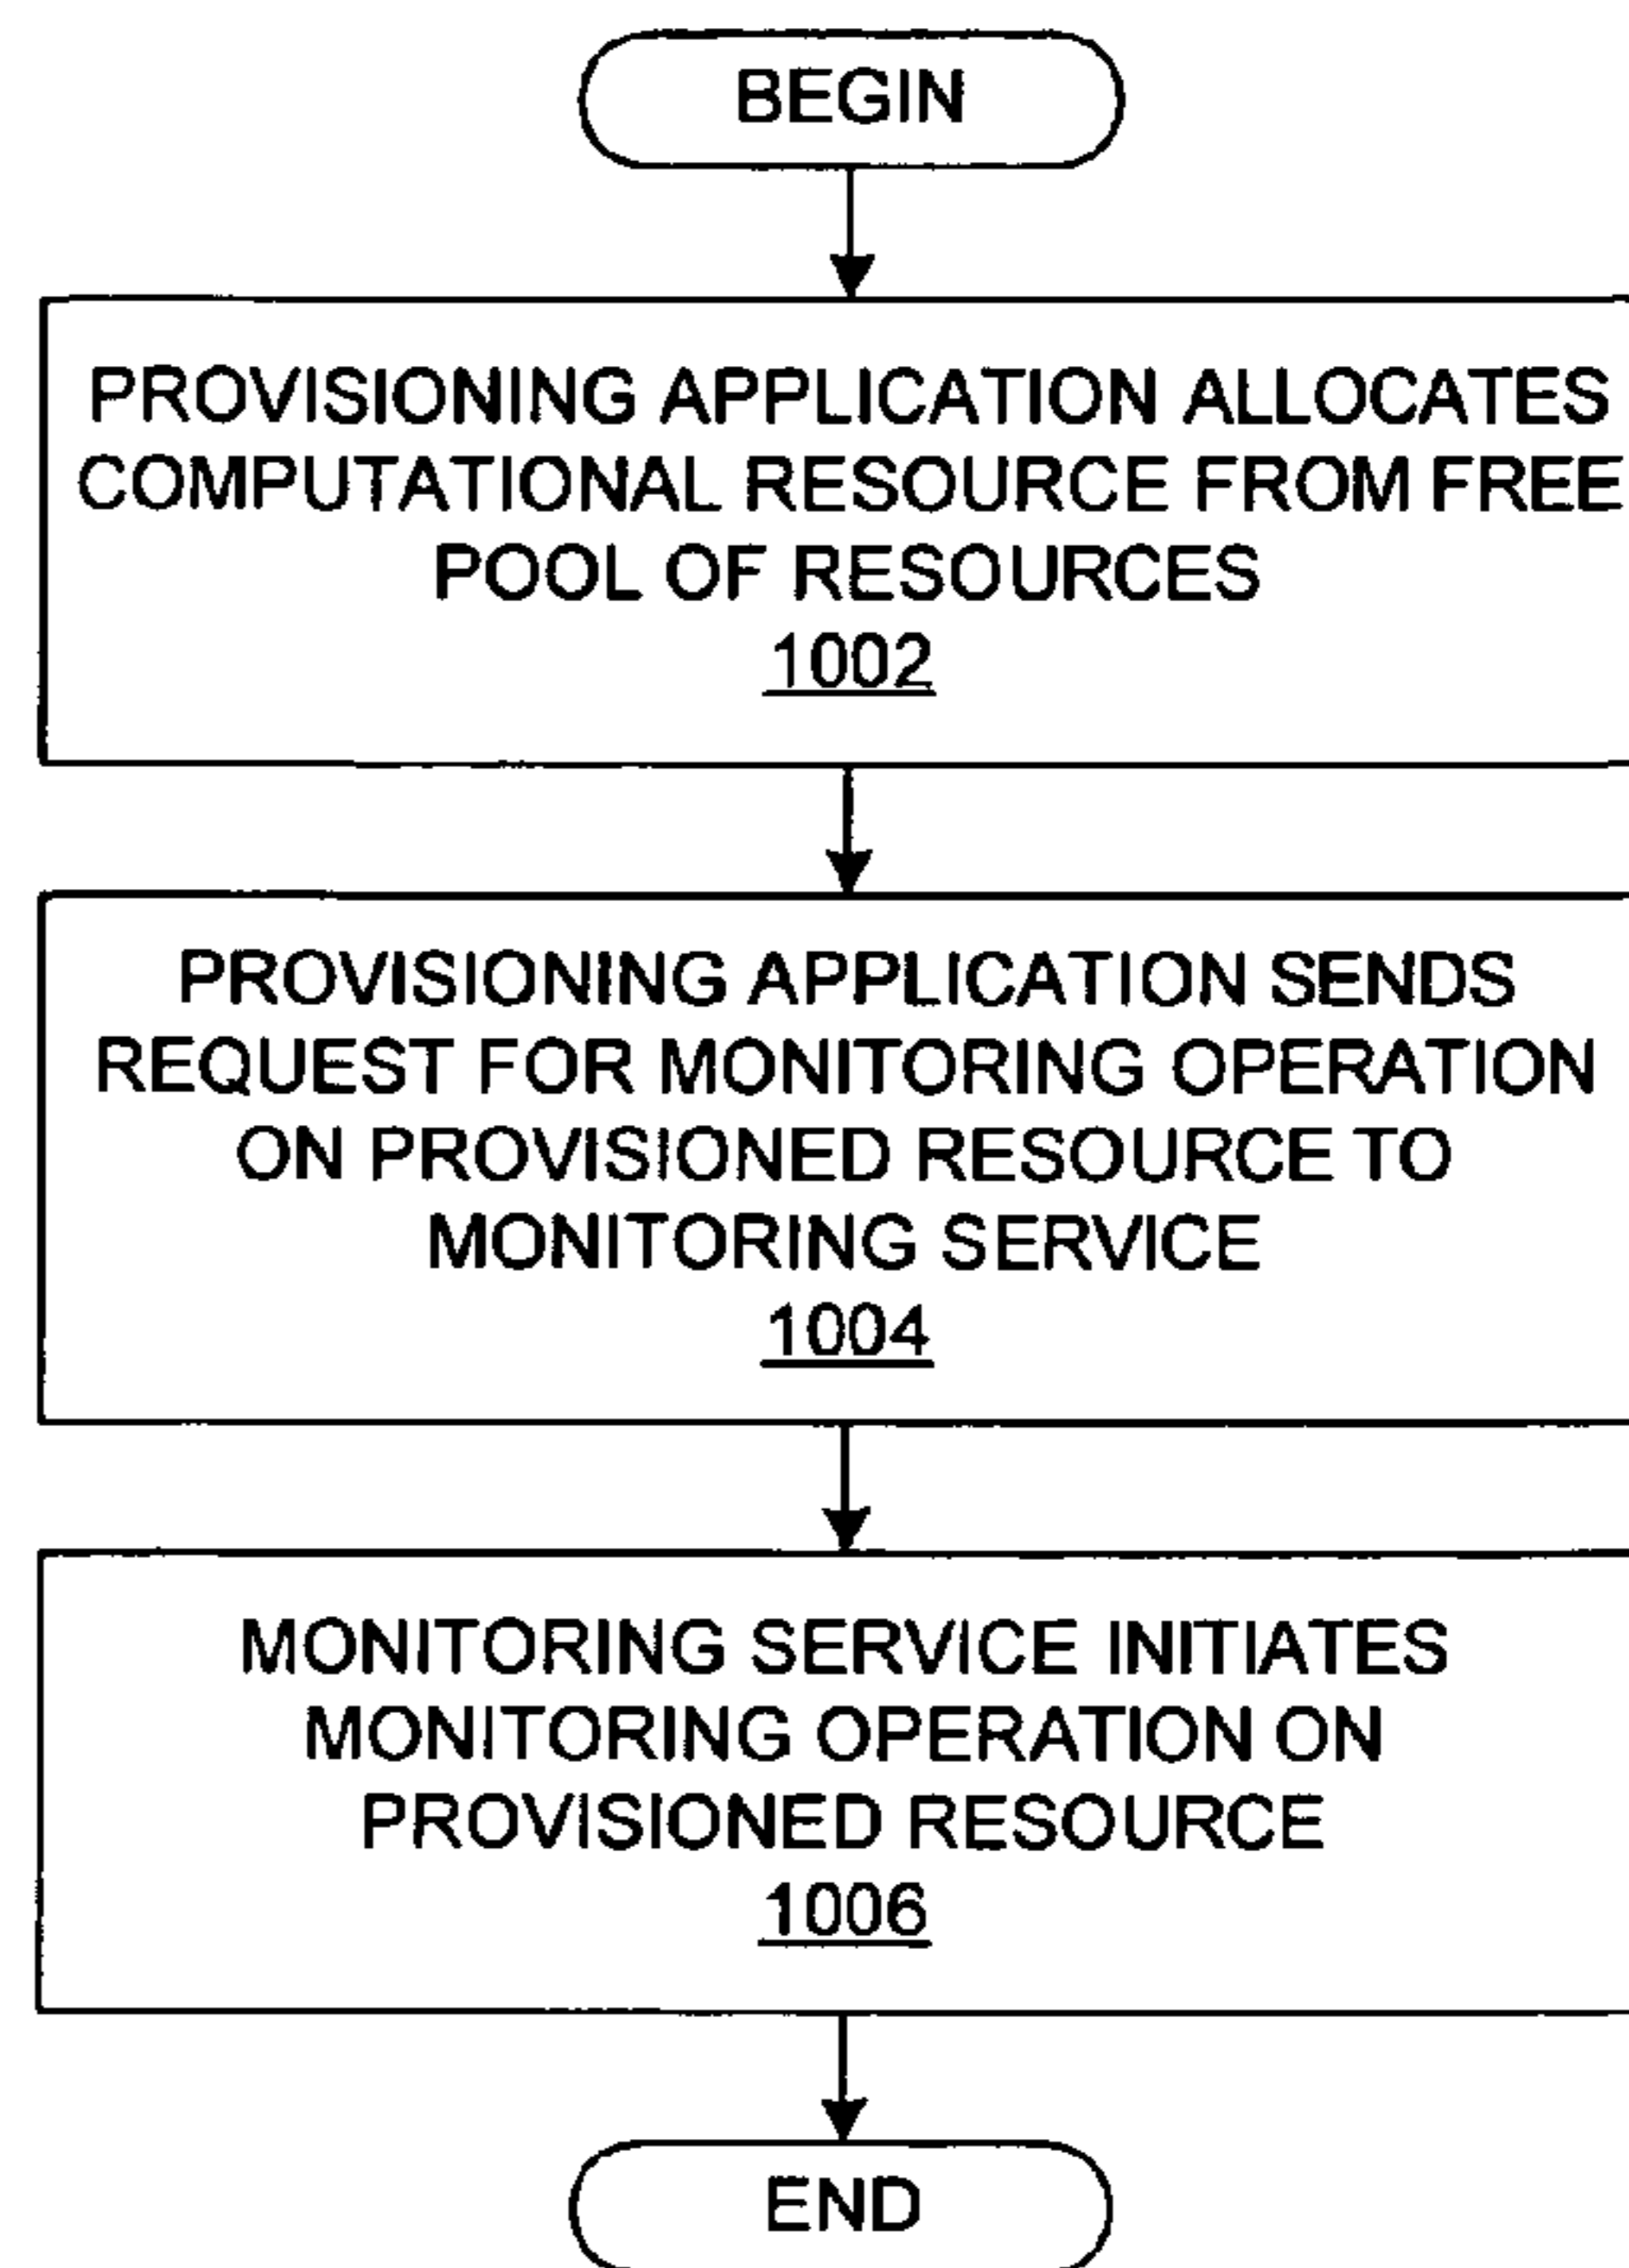 BEGIN
PROVISIONING APPLICATION ALLOCATES
COMPUTATIONAL RESOURCE FROM FREE
POOL OF RESOURCES
1002
PROVISIONING APPLICATION SENDS
REQUEST FOR MONITORING OPERATION
ON PROVISIONED RESOURCE TO
MONITORING SERVICE
1004
MONITORING SERVICE INITIATES
MONITORING OPERATION ON
PROVISIONED RESOURCE
1006
END